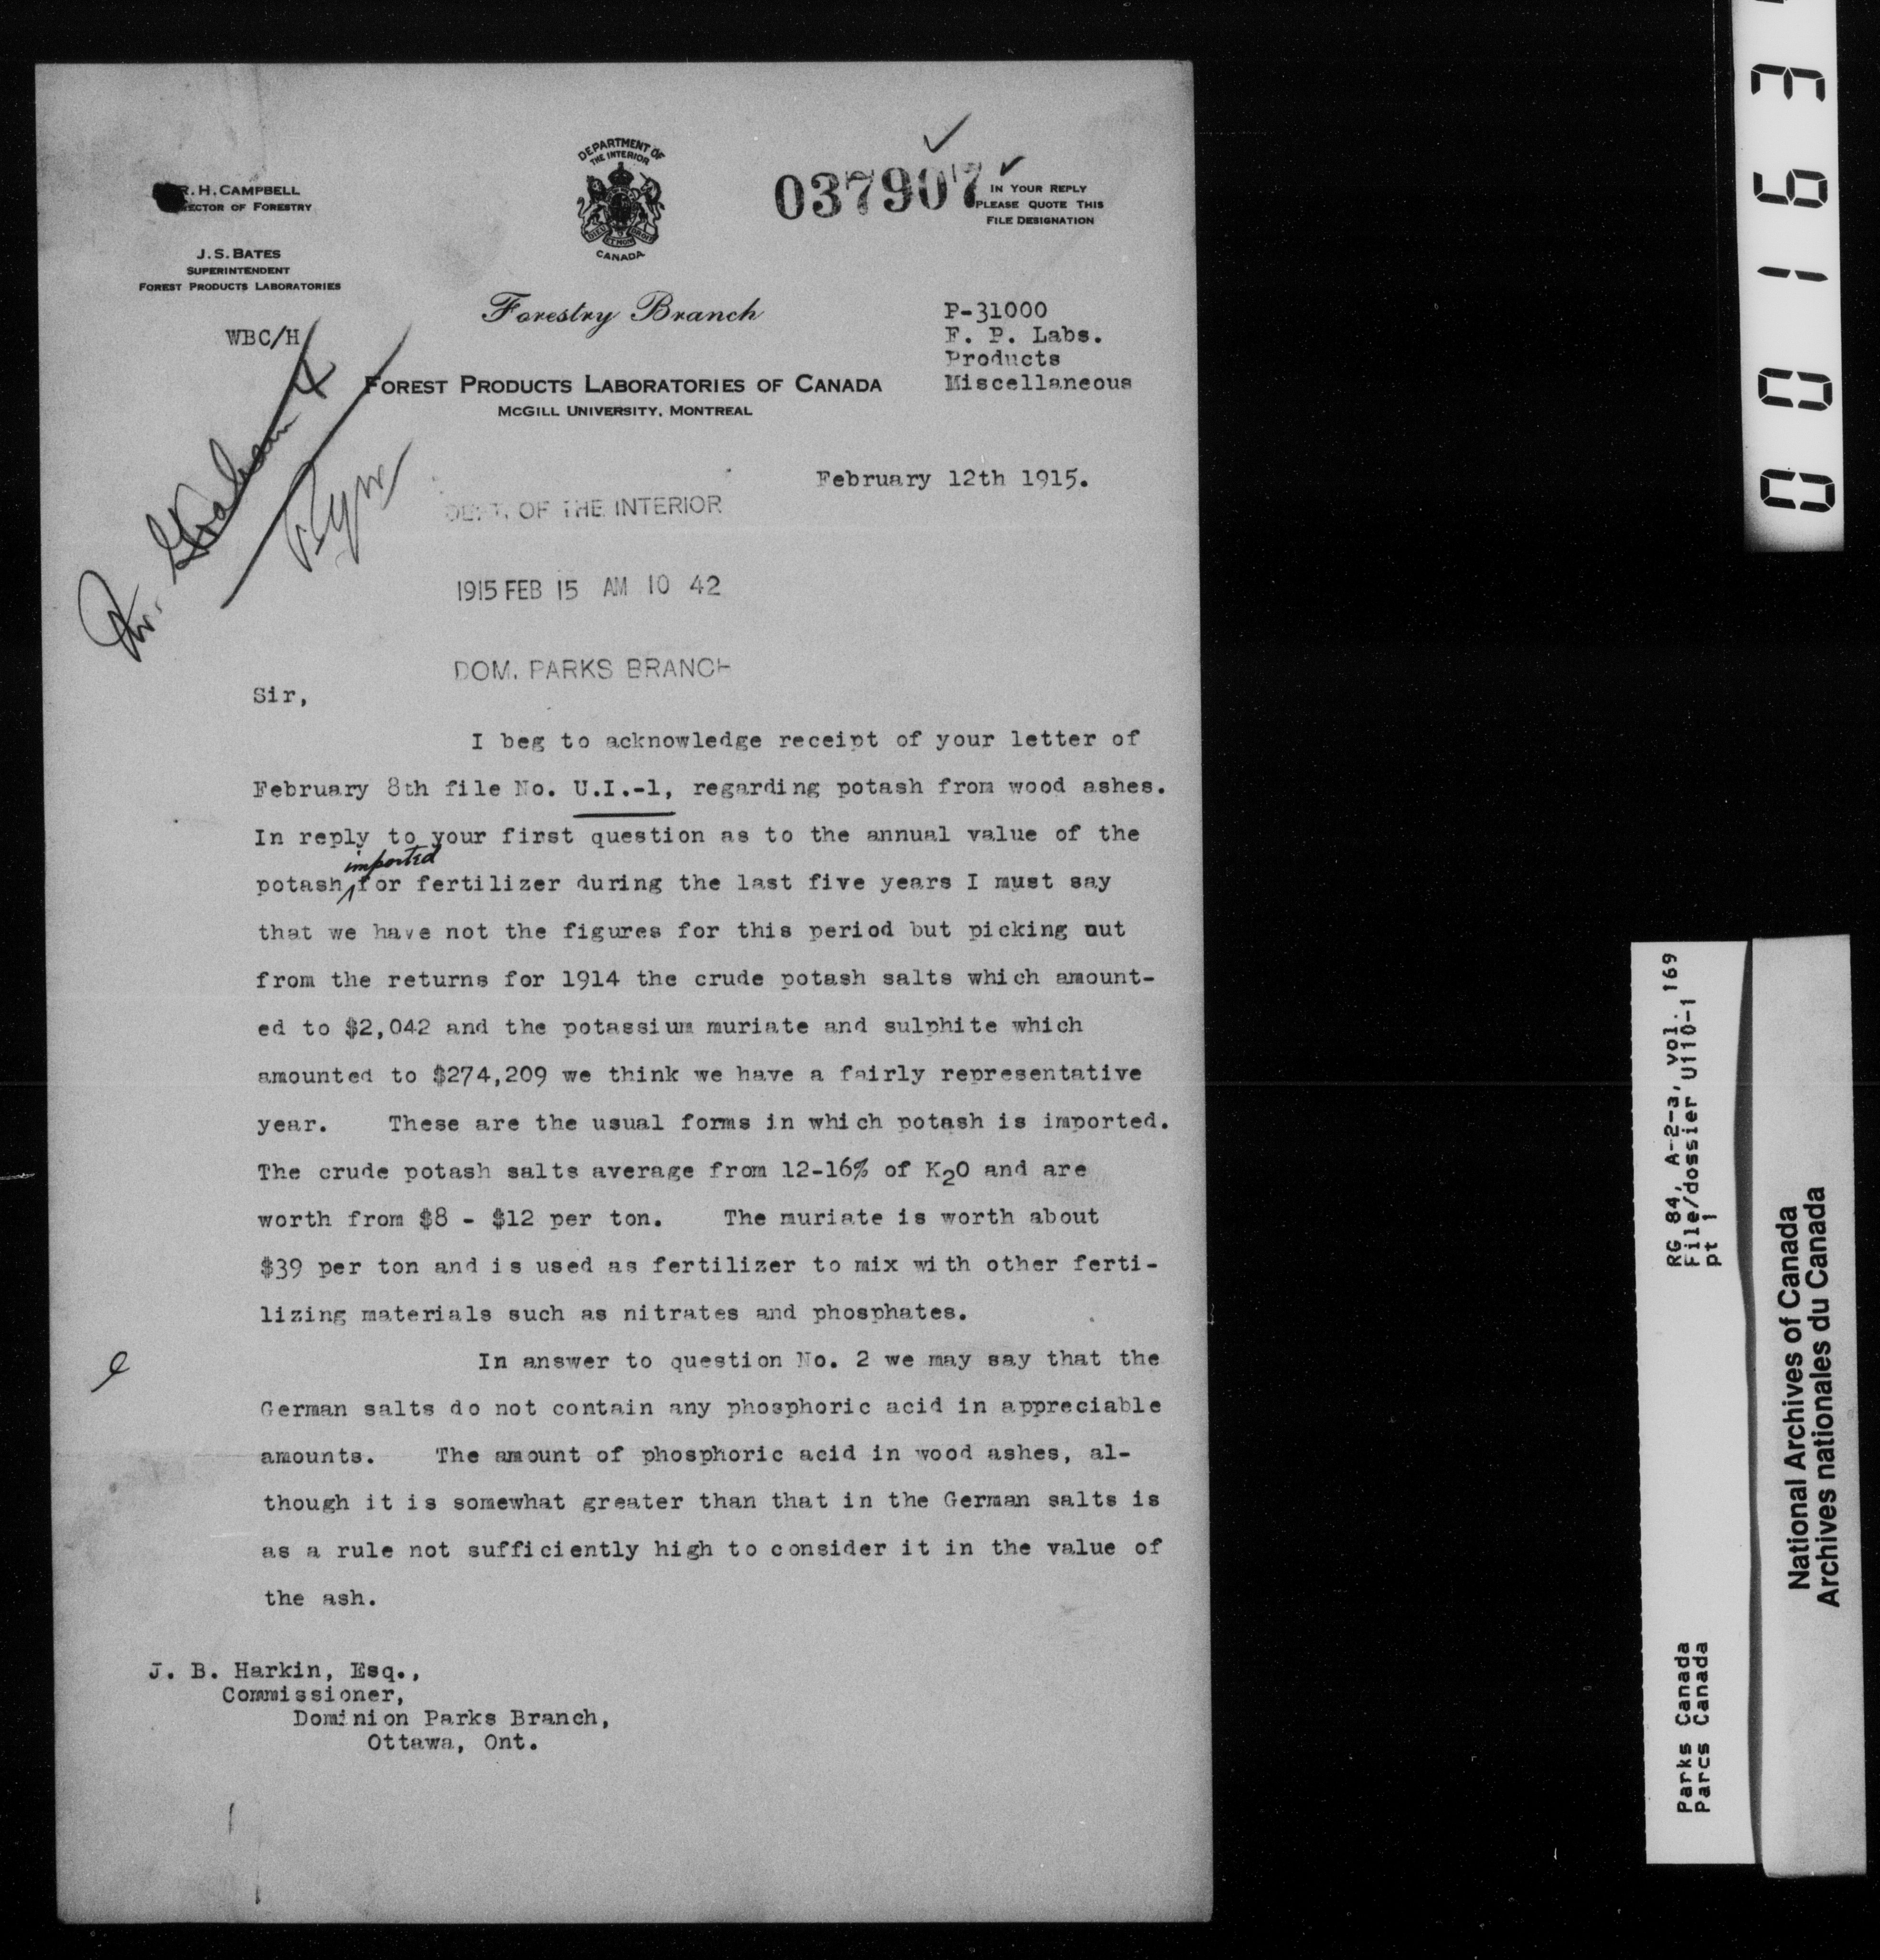 R. H. CAMPBELL
ECTOR OF FORESTRY
J. S. BATES
SUPERINTENDENT
FOREST PRODUCTS LABORATORIES
WBC/H
DEPARTMENT OF
THE INTERIOR
DIEU ET MON DROIT
CANADA
037907
IN YOUR REPLY
PLEASE QUOTE THIS
FILE DESIGNATION
Forestry Branch
P-31000
F. P. Labs.
Products
Miscellaneous
FOREST PRODUCTS LABORATORIES OF CANADA
MCGILL UNIVERSITY, MONTREAL
Mr. Graham
February 12th 1915.
DEPT. OF THE INTERIOR
1915 FEB 15 AM 10 42
DOM. PARKS BRANCH
Sir,
I beg to acknowledge receipt of your letter of
February 8th file No. U.I.-1, regarding potash from wood ashes.
In reply to your first question as to the annual value of the
imported
potash for fertilizer during the last five years I must say
that we have not the figures for this period but picking out
from the returns for 1914 the crude potash salts which amount-
ed to $2,042 and the potassium muriate and sulphite which
amounted to $274,209 we think we have a fairly representative
year. These are the usual forms in which potash is imported.
The crude potash salts average from 12-16% of K2O and are
worth from $8 - $12 per ton. The muriate is worth about
$39 per ton and is used as fertilizer to mix with other ferti-
lizing materials such as nitrates and phosphates.
In answer to question No. 2 we may say that the
German salts do not contain any phosphoric acid in appreciable
amounts. The amount of phosphoric acid in wood ashes, al-
though it is somewhat greater than that in the German salts is
as a rule not sufficiently high to consider it in the value of
the ash.
J. B. Harkin, Esq.,
Commissioner,
Dominion Parks Branch,
Ottawa, Ont.
00163
RG 84, A-2-a, vol. 169
File/dossier U110-1
pt 1
Parks Canada
Parcs Canada
National Archives of Canada
Archives nationales du Canada